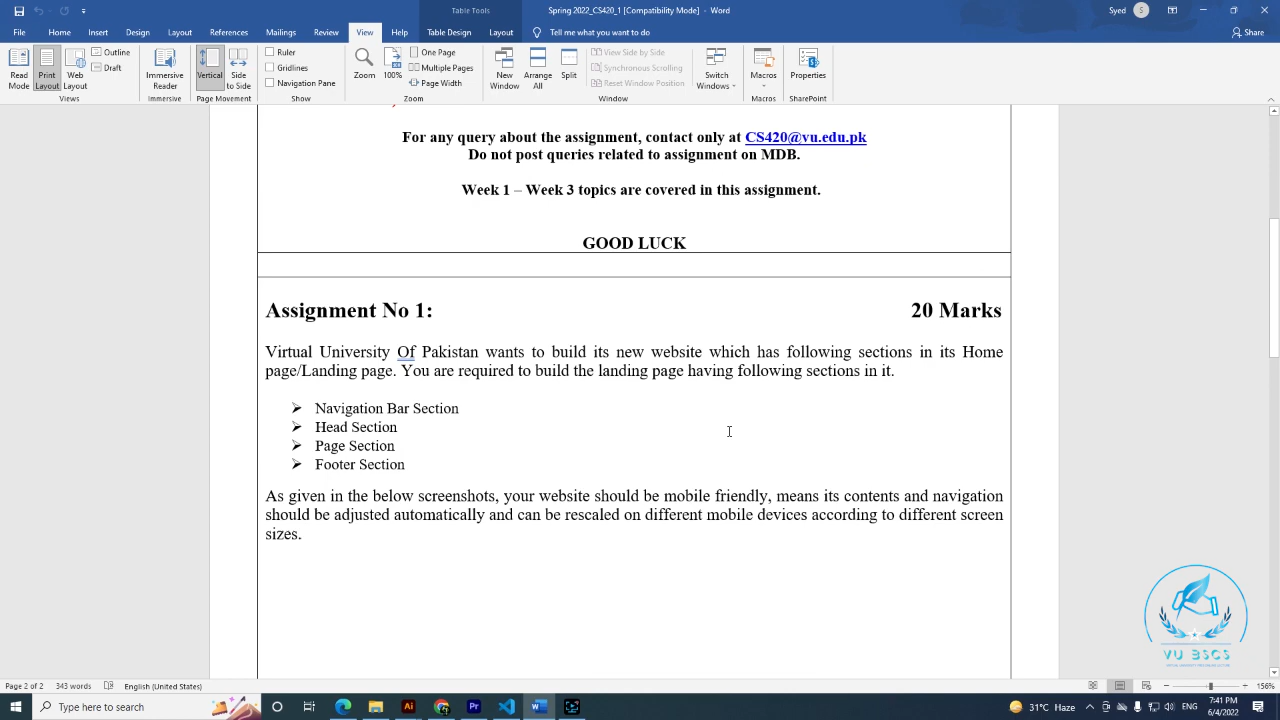 Table Tools
Spring 2022_CS420_1 [Compatibility Mode] - Word
Syed
S
File
Home
Insert
Design
Layout
References
Mailings
Review
View
Help
Table Design
Layout
Tell me what you want to do
Share
Read Mode
Print Layout
Web Layout
Outline
Draft
Views
Immersive Reader
Immersive
Vertical
Side to Side
Page Movement
Ruler
Gridlines
Navigation Pane
Show
Zoom
100%
One Page
Multiple Pages
Page Width
Zoom
New Window
Arrange All
Split
View Side by Side
Synchronous Scrolling
Reset Window Position
Window
Switch Windows
Macros
Macros
Properties
SharePoint
For any query about the assignment, contact only at CS420@vu.edu.pk
Do not post queries related to assignment on MDB.
Week 1 – Week 3 topics are covered in this assignment.
GOOD LUCK
Assignment No 1: 20 Marks
Virtual University Of Pakistan wants to build its new website which has following sections in its Home
page/Landing page. You are required to build the landing page having following sections in it.
➢ Navigation Bar Section
➢ Head Section
➢ Page Section
➢ Footer Section
As given in the below screenshots, your website should be mobile friendly, means its contents and navigation
should be adjusted automatically and can be rescaled on different mobile devices according to different screen
sizes.
VU BSCS
Page 2 of 2
343 words
English (United States)
156%
Type here to search
31°C Haze
7:41 PM
6/4/2022